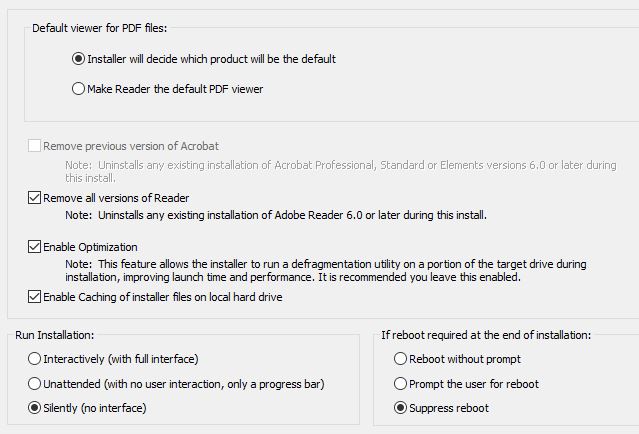 Default viewer for PDF files:
Installer will decide which product will be the default
Make Reader the default PDF viewer
Remove previous version of Acrobat
Note: Uninstalls any existing installation of Acrobat Professional, Standard or Elements versions 6.0 or later during
this install.
Remove all versions of Reader
Note: Uninstalls any existing installation of Adobe Reader 6.0 or later during this install.
Enable Optimization
Note: This feature allows the installer to run a defragmentation utility on a portion of the target drive during
installation, improving launch time and performance. It is recommended you leave this enabled.
Enable Caching of installer files on local hard drive
Run Installation:
Interactively (with full interface)
Unattended (with no user interaction, only a progress bar)
Silently (no interface)
If reboot required at the end of installation:
Reboot without prompt
Prompt the user for reboot
Suppress reboot